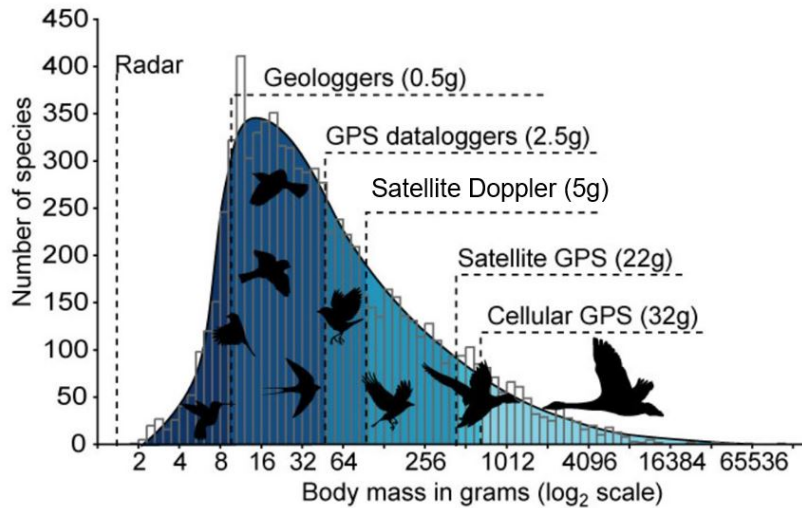 450
400
350
300
250
200
150
100
50
0
Number of species
Radar
Geologgers (0.5g)
GPS dataloggers (2.5g)
Satellite Doppler (5g)
Satellite GPS (22g)
Cellular GPS (32g)
2 4 8 16 32 64 256 1012 4096 16384 65536
Body mass in grams (log₂ scale)